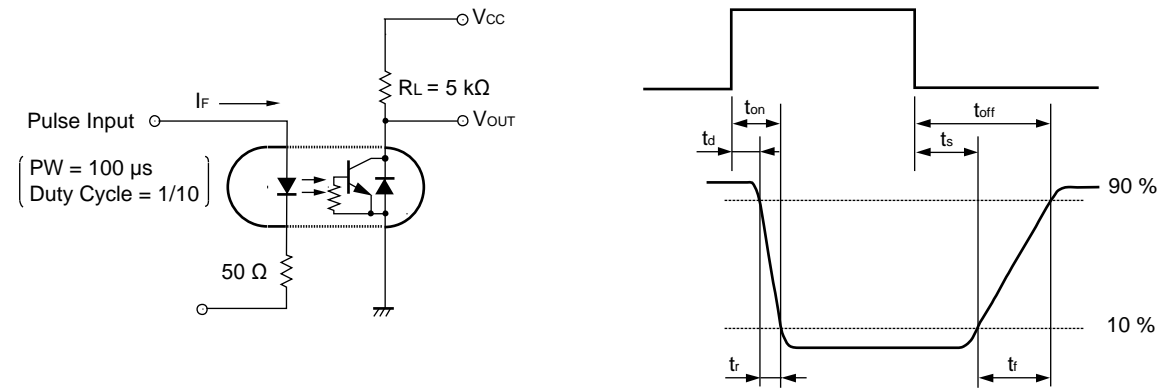 VCC
RL = 5 kΩ
IF
Pulse Input
VOUT
PW = 100 μs
Duty Cycle = 1/10
50 Ω
ton
toff
td
ts
90 %
10 %
tr
tf